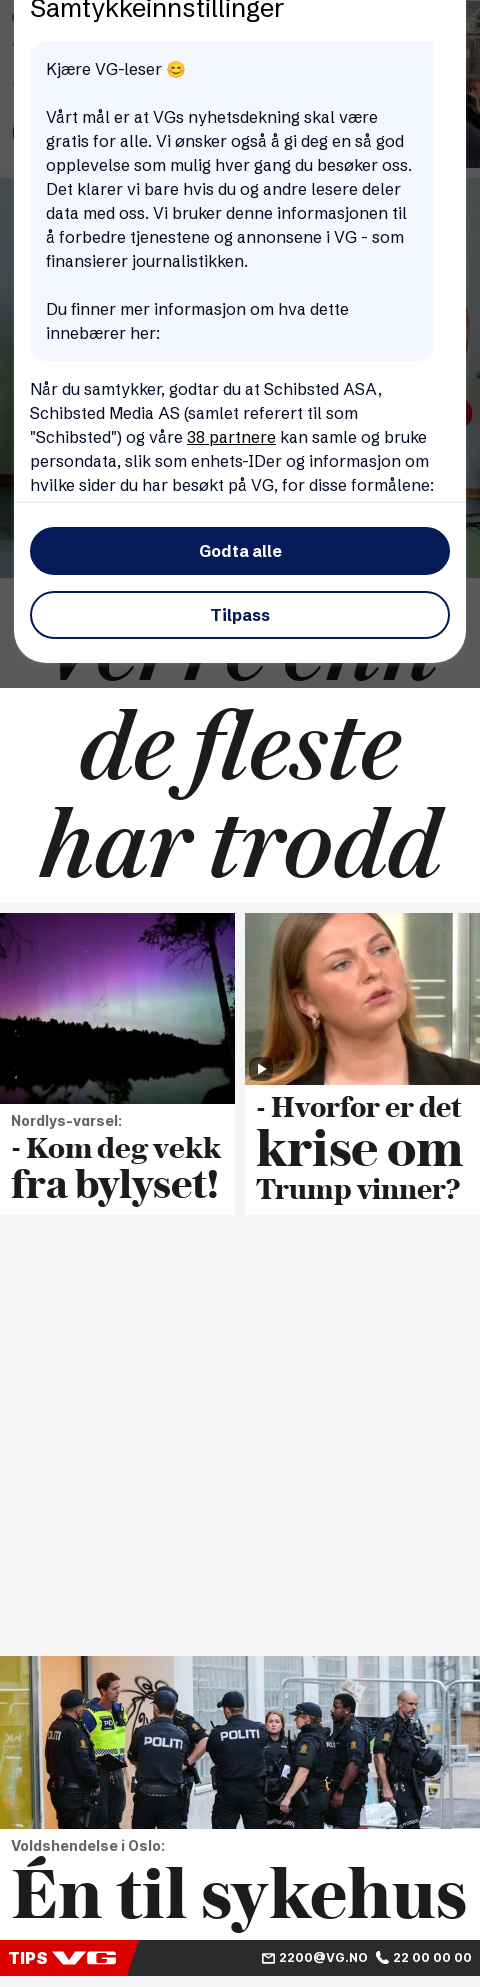 Samtykkeinnstillinger
Kjære VG-leser 😊
Vårt mål er at VGs nyhetsdekning skal være
gratis for alle. Vi ønsker også å gi deg en så god
opplevelse som mulig hver gang du besøker oss.
Det klarer vi bare hvis du og andre lesere deler
data med oss. Vi bruker denne informasjonen til
å forbedre tjenestene og annonsene i VG - som
finansierer journalistikken.
Du finner mer informasjon om hva dette
innebærer her:
Når du samtykker, godtar du at Schibsted ASA,
Schibsted Media AS (samlet referert til som
"Schibsted") og våre 38 partnere kan samle og bruke
persondata, slik som enhets-IDer og informasjon om
hvilke sider du har besøkt på VG, for disse formålene:
Godta alle
Tilpass
verre enn
de fleste
har trodd
Nordlys-varsel:
- Kom deg vekk
fra bylyset!
- Hvorfor er det
krise om
Trump vinner?
POLITI
POLITI
POLITI
Voldshendelse i Oslo:
Én til sykehus
TIPS VG
2200@VG.NO
22 00 00 00